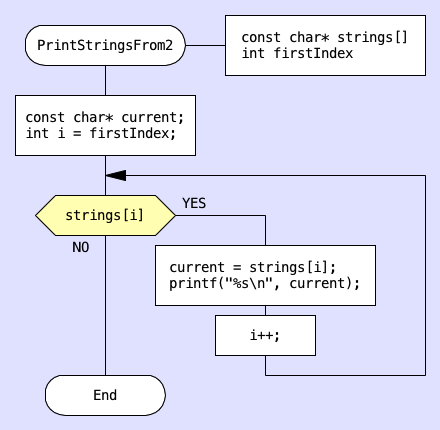 PrintStringsFrom2
const char* strings[]
int firstIndex
const char* current;
int i = firstIndex;
strings[i]
YES
NO
current = strings[i];
printf("%s\n", current);
i++;
End